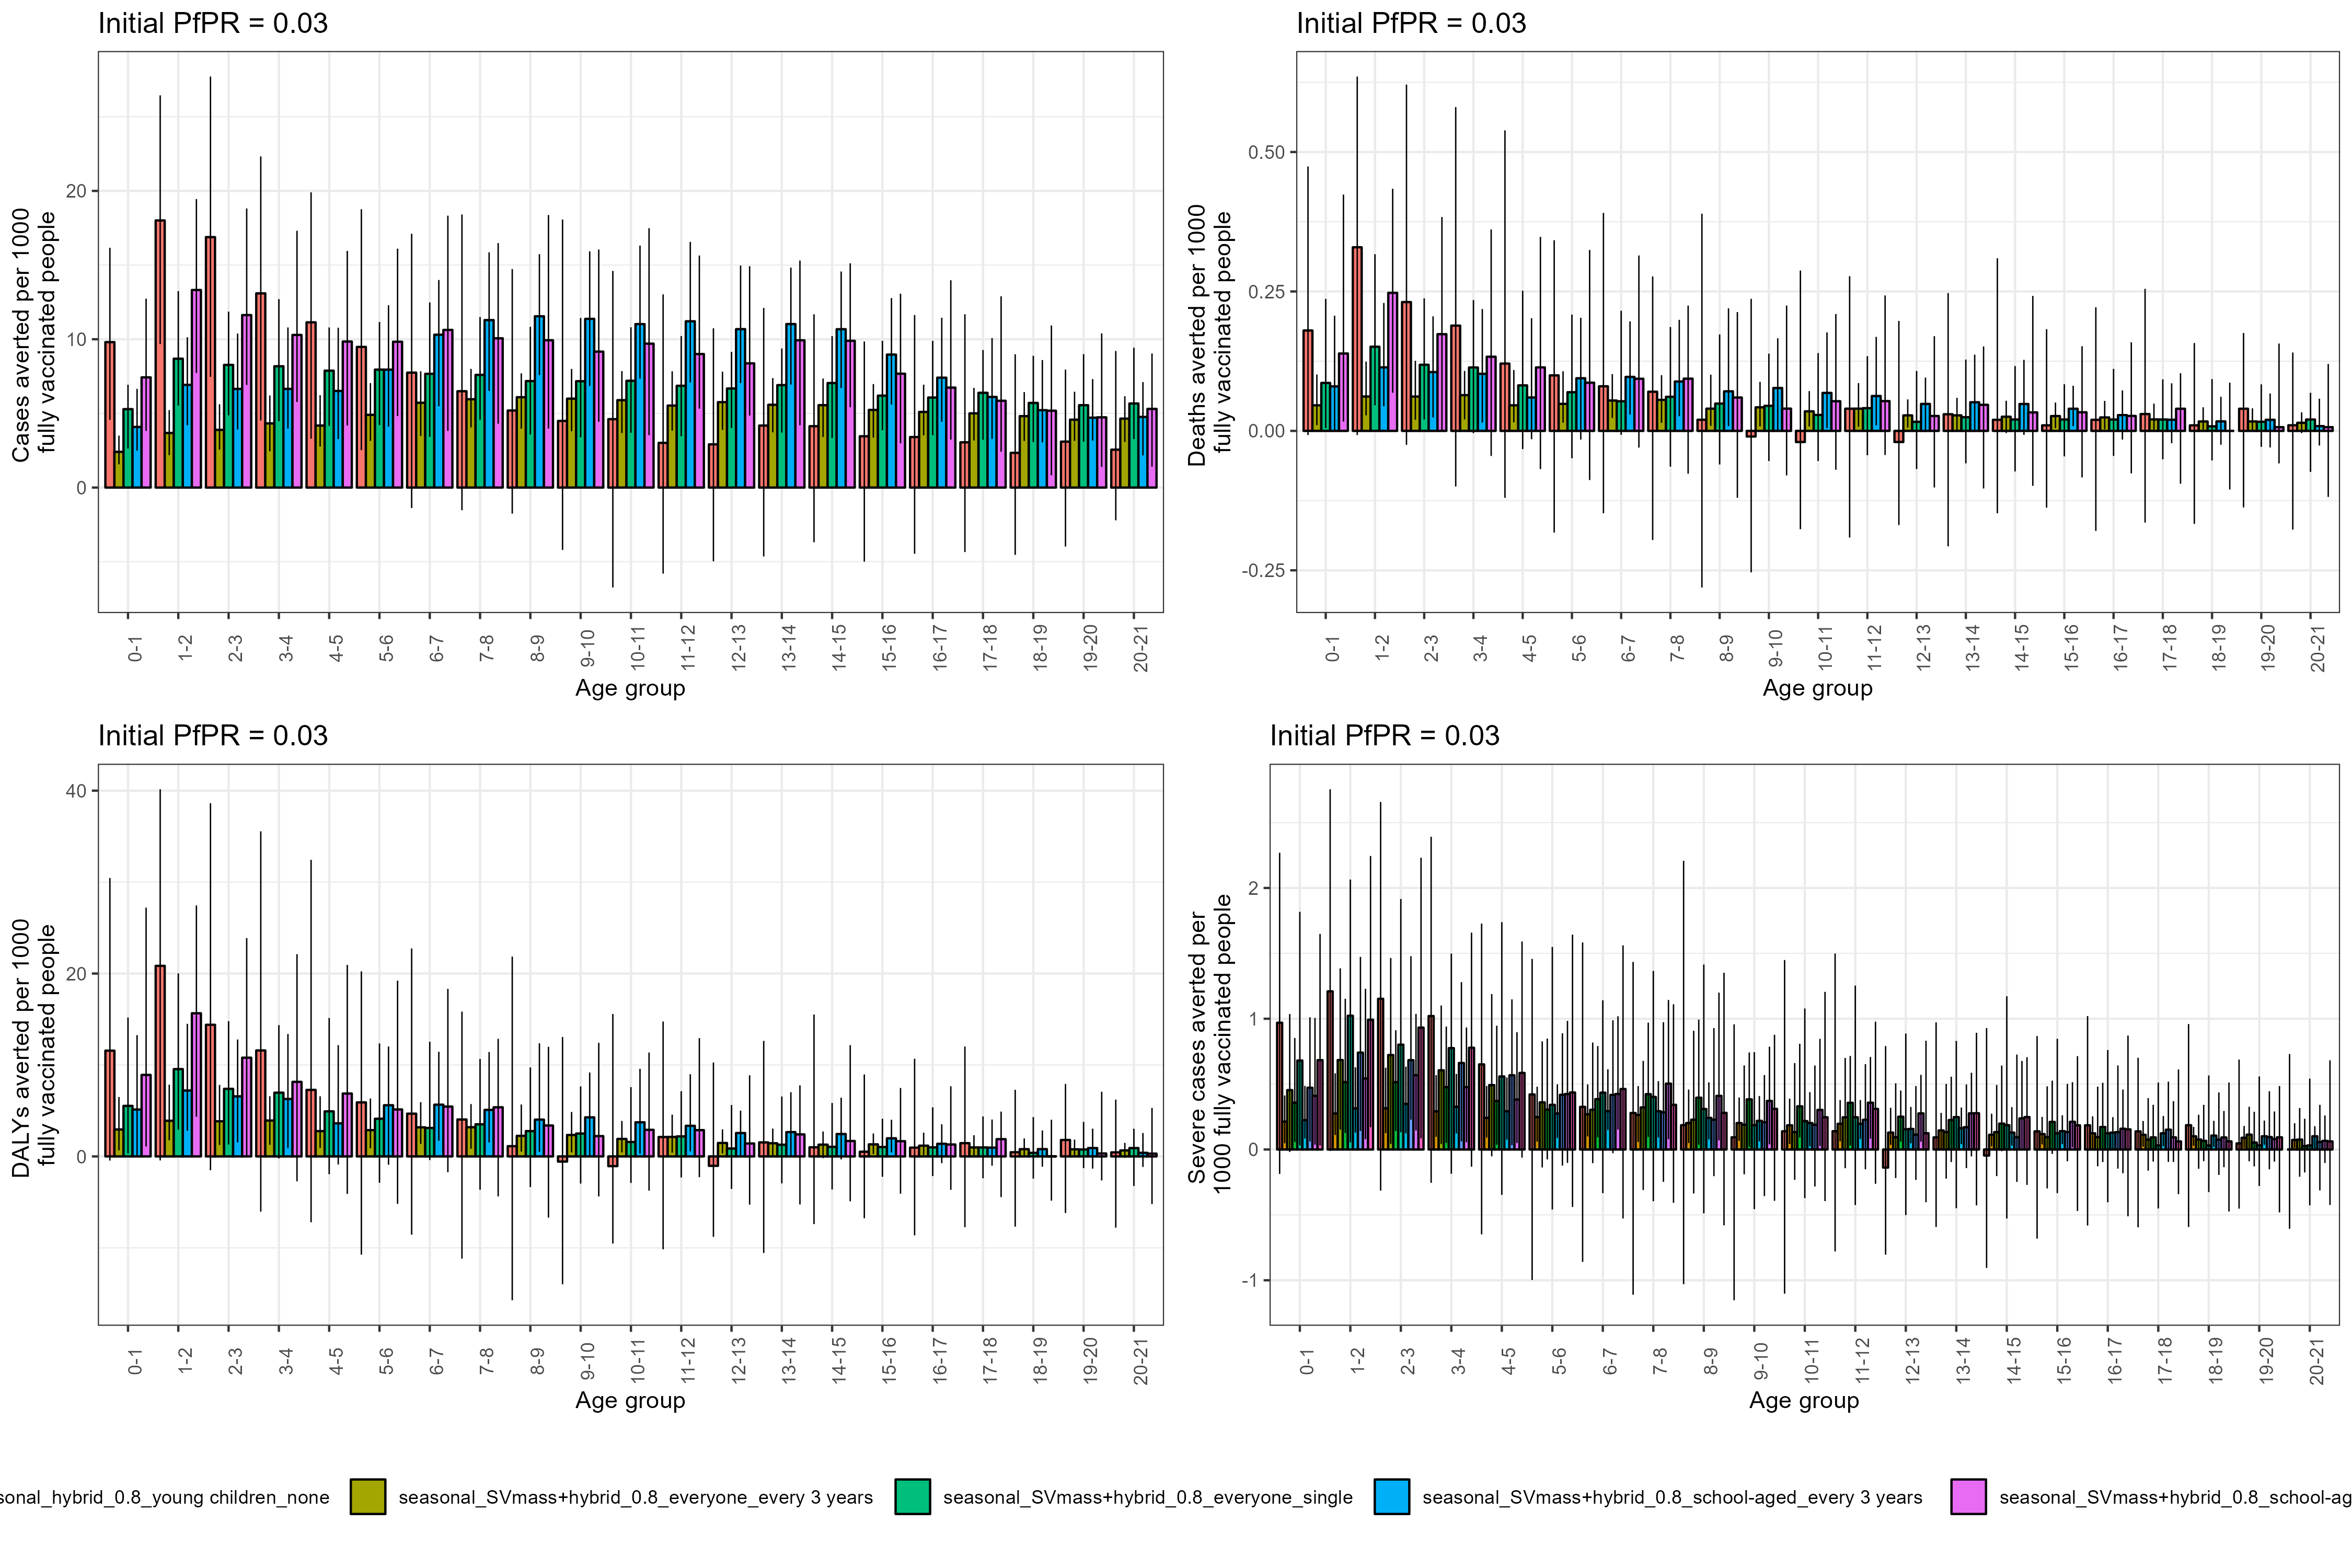 Initial PfPR = 0.03
Cases averted per 1000
fully vaccinated people
20
10
0
0-1 1-2 2-3 3-4 4-5 5-6 6-7 7-8 8-9 9-10 10-11 11-12 12-13 13-14 14-15 15-16 16-17 17-18 18-19 19-20 20-21
Age group
Initial PfPR = 0.03
Deaths averted per 1000
fully vaccinated people
0.50
0.25
0.00
-0.25
0-1 1-2 2-3 3-4 4-5 5-6 6-7 7-8 8-9 9-10 10-11 11-12 12-13 13-14 14-15 15-16 16-17 17-18 18-19 19-20 20-21
Age group
Initial PfPR = 0.03
DALYs averted per 1000
fully vaccinated people
40
20
0
0-1 1-2 2-3 3-4 4-5 5-6 6-7 7-8 8-9 9-10 10-11 11-12 12-13 13-14 14-15 15-16 16-17 17-18 18-19 19-20 20-21
Age group
Initial PfPR = 0.03
Severe cases averted per
1000 fully vaccinated people
2
1
0
-1
0-1 1-2 2-3 3-4 4-5 5-6 6-7 7-8 8-9 9-10 10-11 11-12 12-13 13-14 14-15 15-16 16-17 17-18 18-19 19-20 20-21
Age group
sonal_hybrid_0.8_young children_none seasonal_SVmass+hybrid_0.8_everyone_every 3 years seasonal_SVmass+hybrid_0.8_everyone_single seasonal_SVmass+hybrid_0.8_school-aged_every 3 years seasonal_SVmass+hybrid_0.8_school-ag